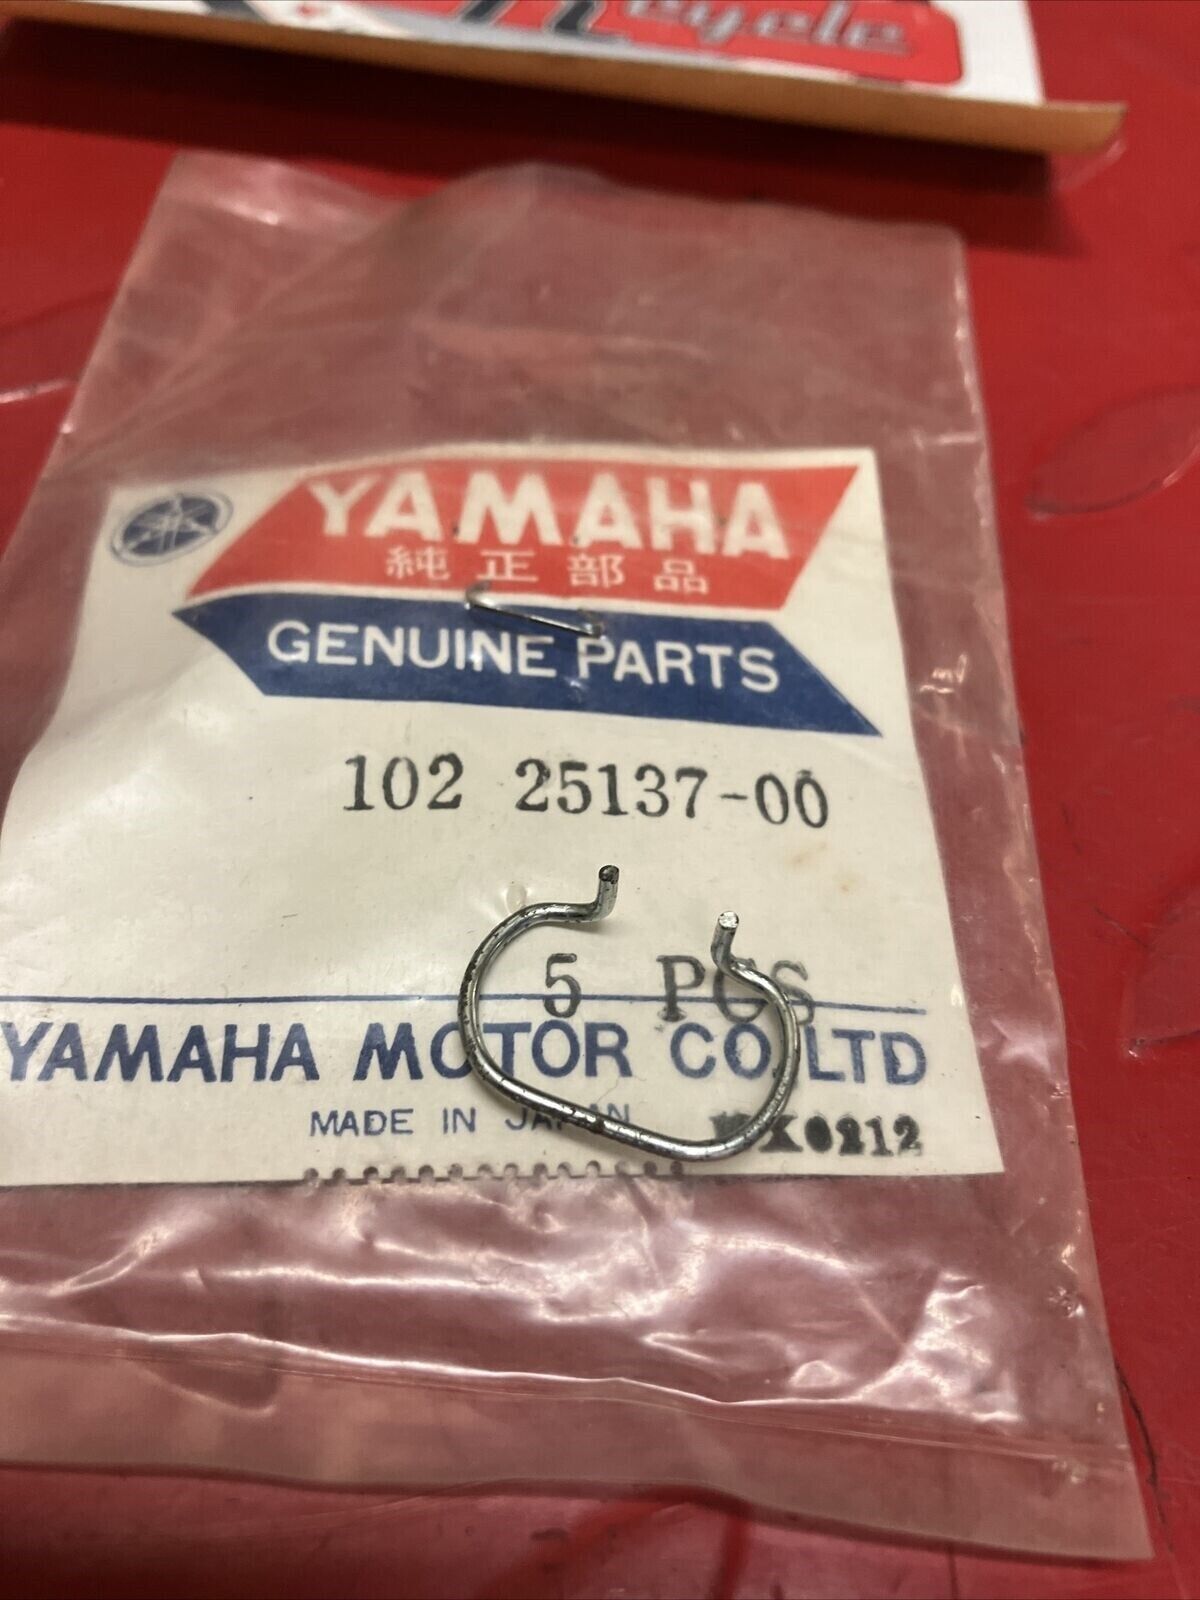 cycle
YAMAHA
純正部品
GENUINE PARTS
102 25137-00
5 PCS
YAMAHA MOTOR CO.,LTD
MADE IN JAPAN